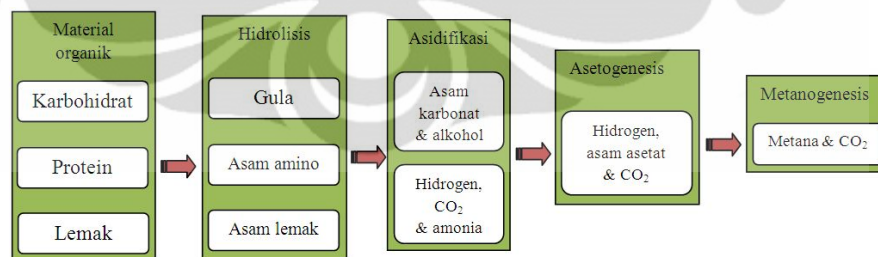 Material
organik
Karbohidrat
Protein
Lemak
Hidrolisis
Gula
Asam amino
Asam lemak
Asidifikasi
Asam
karbonat
& alkohol
Hidrogen,
CO₂
& amonia
Asetogenesis
Hidrogen,
asam asetat
& CO₂
Metanogenesis
Metana & CO₂